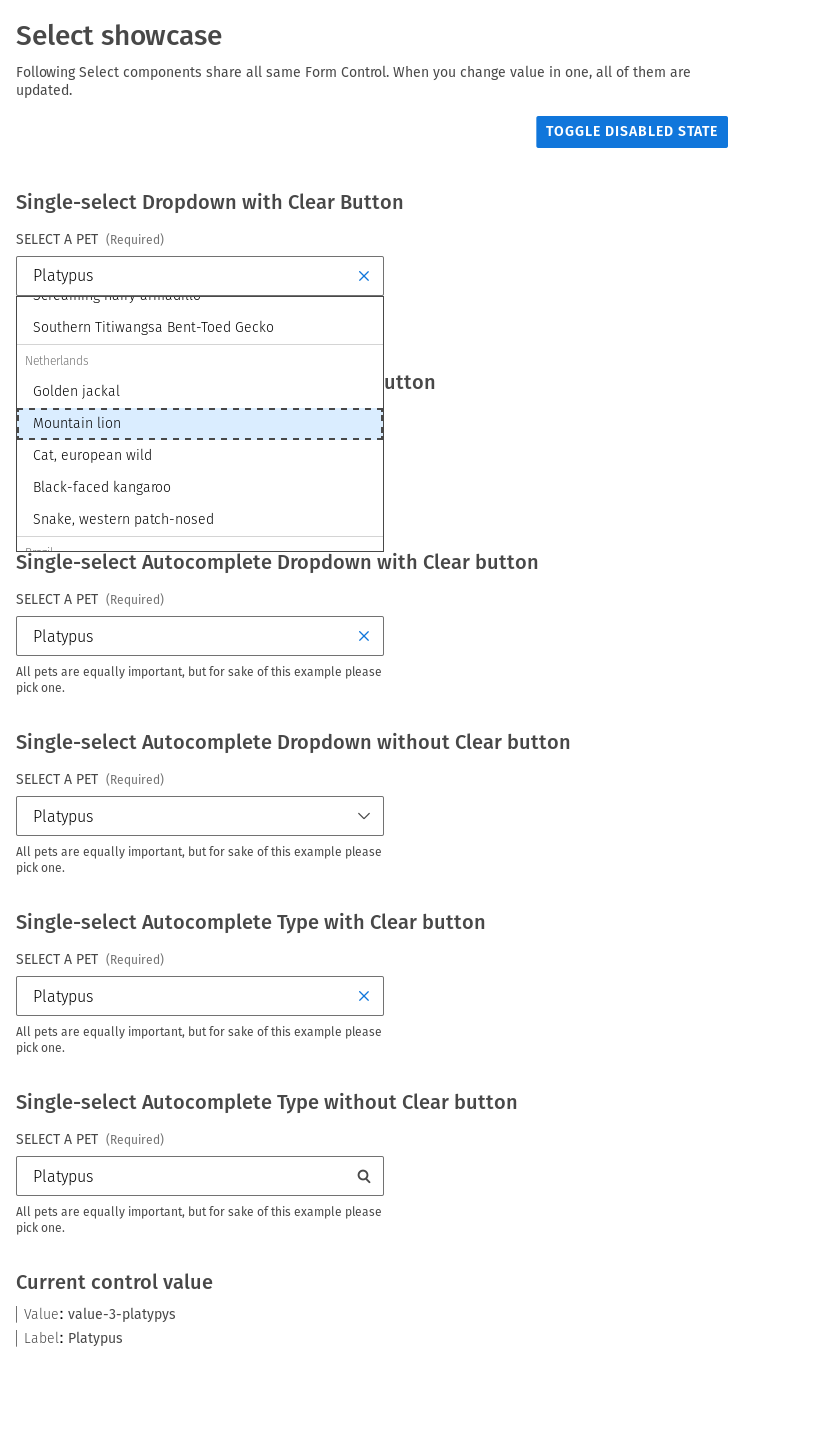 Select showcase
Following Select components share all same Form Control. When you change value in one, all of them are
updated.
TOGGLE DISABLED STATE
Single-select Dropdown with Clear Button
SELECT A PET (Required)
Platypus
Screaming hairy armadillo
Southern Titiwangsa Bent-Toed Gecko
Netherlands
Golden jackal
utton
Mountain lion
Cat, european wild
Black-faced kangaroo
Snake, western patch-nosed
Brazil
Single-select Autocomplete Dropdown with Clear button
SELECT A PET (Required)
Platypus
All pets are equally important, but for sake of this example please
pick one.
Single-select Autocomplete Dropdown without Clear button
SELECT A PET (Required)
Platypus
All pets are equally important, but for sake of this example please
pick one.
Single-select Autocomplete Type with Clear button
SELECT A PET (Required)
Platypus
All pets are equally important, but for sake of this example please
pick one.
Single-select Autocomplete Type without Clear button
SELECT A PET (Required)
Platypus
All pets are equally important, but for sake of this example please
pick one.
Current control value
Value: value-3-platypys
Label: Platypus